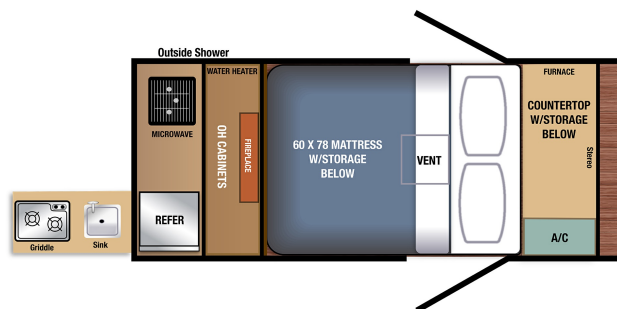 Outside Shower
WATER HEATER
MICROWAVE
OH CABINETS
FIREPLACE
REFER
Griddle
Sink
60 X 78 MATTRESS
W/STORAGE
BELOW
VENT
FURNACE
COUNTERTOP
W/STORAGE
BELOW
Stereo
A/C